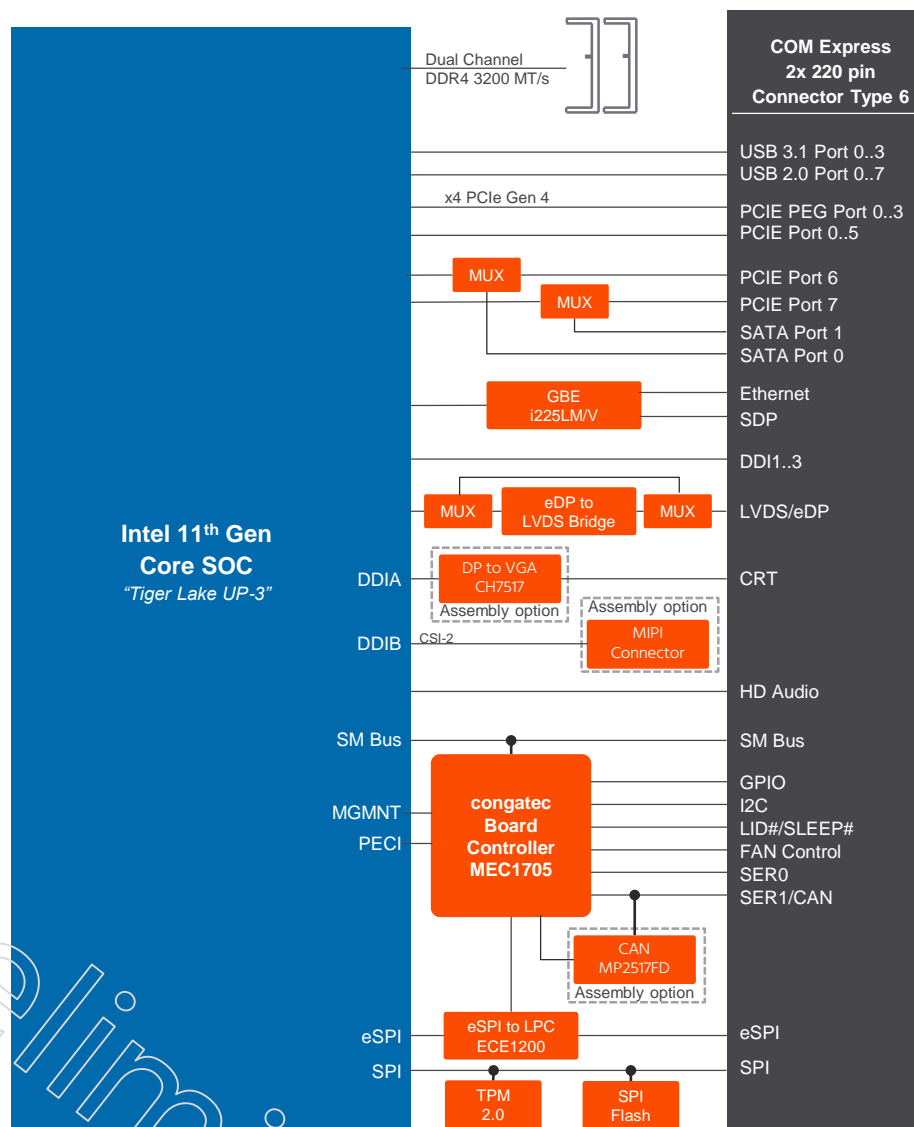 Dual Channel
DDR4 3200 MT/s
COM Express
2x 220 pin
Connector Type 6
USB 3.1 Port 0..3
USB 2.0 Port 0..7
x4 PCIe Gen 4
PCIE PEG Port 0..3
PCIE Port 0..5
MUX
PCIE Port 6
MUX
PCIE Port 7
SATA Port 1
SATA Port 0
GBE
i225LM/V
Ethernet
SDP
DDI1..3
MUX
eDP to
LVDS Bridge
MUX
LVDS/eDP
Intel 11th Gen
Core SOC
"Tiger Lake UP-3"
DDIA
DP to VGA
CH7517
Assembly option
CRT
Assembly option
DDIB
CSI-2
MIPI
Connector
HD Audio
SM Bus
SM Bus
congatec
Board
Controller
MEC1705
MGMNT
PECI
GPIO
I2C
LID#/SLEEP#
FAN Control
SER0
SER1/CAN
CAN
MP2517FD
Assembly option
eSPI
eSPI to LPC
ECE1200
eSPI
SPI
SPI
TPM
2.0
SPI
Flash
elimi